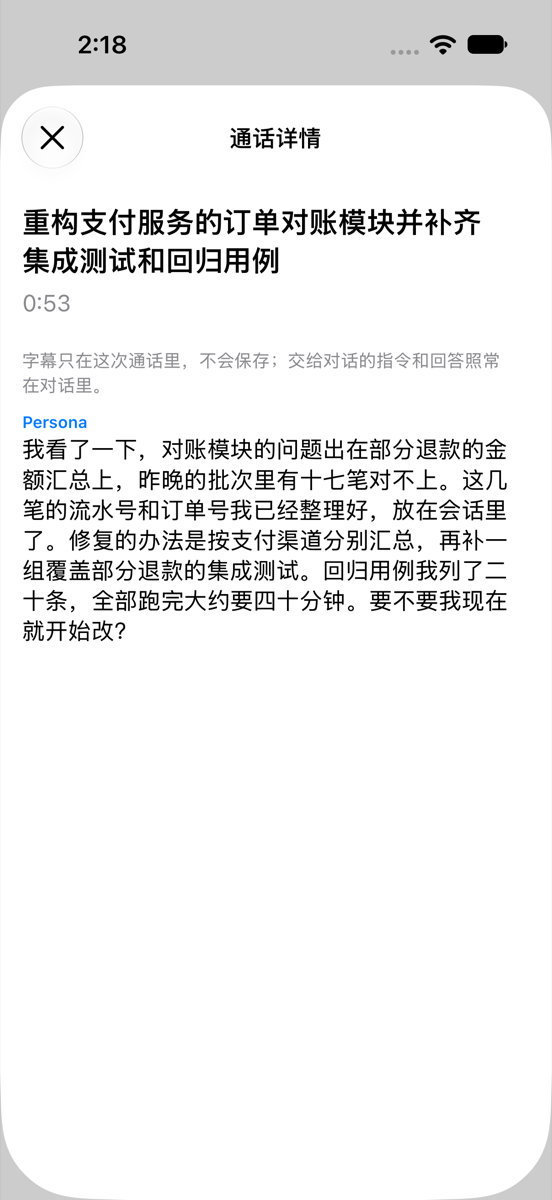 2:18
通话详情
重构支付服务的订单对账模块并补齐
集成测试和回归用例
0:53
字幕只在这次通话里，不会保存；交给对话的指令和回答照常
在对话里。
Persona
我看了一下，对账模块的问题出在部分退款的金
额汇总上，昨晚的批次里有十七笔对不上。这几
笔的流水号和订单号我已经整理好，放在会话里
了。修复的办法是按支付渠道分别汇总，再补一
组覆盖部分退款的集成测试。回归用例我列了二
十条，全部跑完大约要四十分钟。要不要我现在
就开始改？